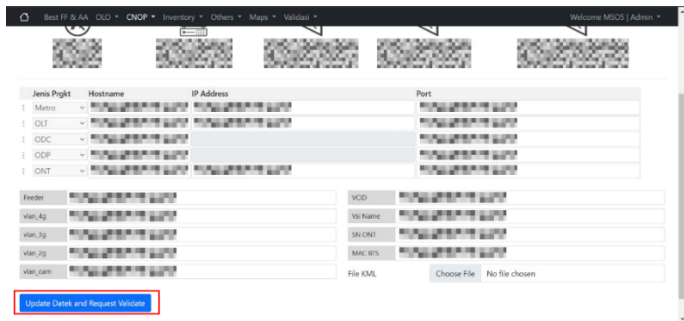 Best FF & AA OLO CNOP Inventory Others Maps Validasi Welcome MSO5 | Admin
Jenis Prgkt Hostname IP Address Port
Metro
OLT
ODC
ODP
ONT
Feeder VCID
vlan_4g Vsi Name
vlan_3g SN ONT
vlan_2g MAC BTS
vlan_oam File KML Choose File No file chosen
Update Datek and Request Validate